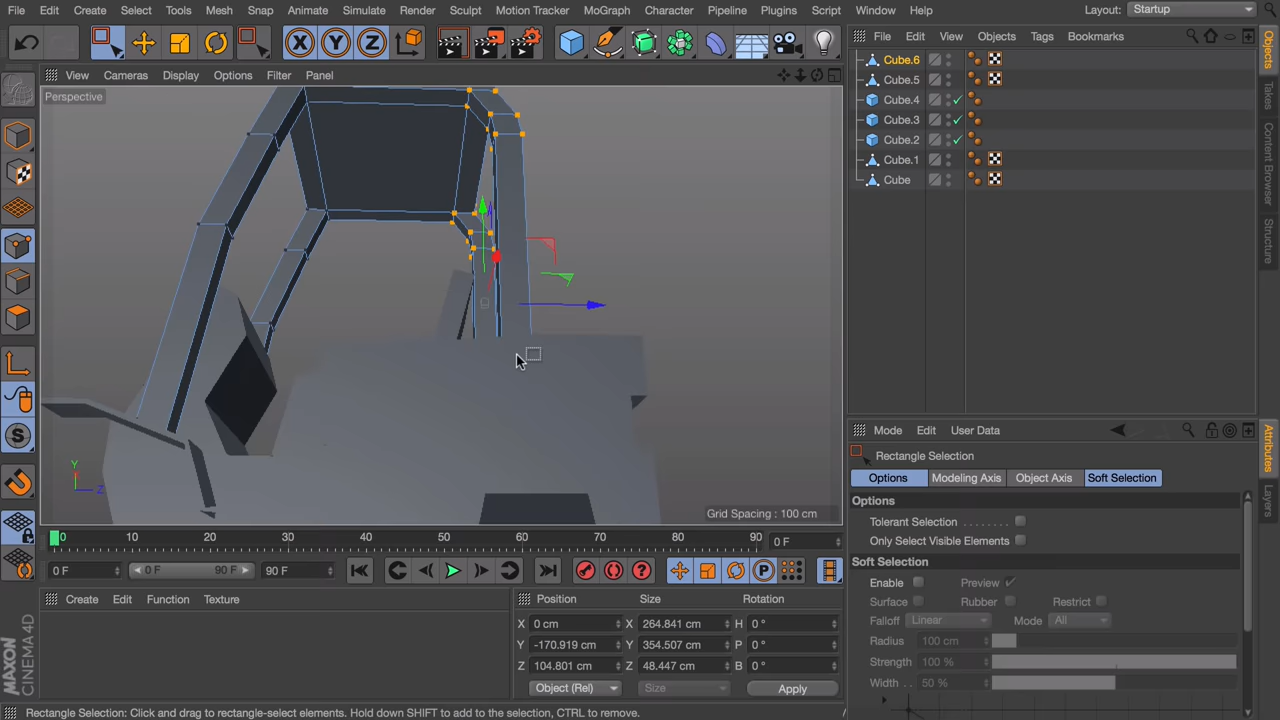 File Edit Create Select Tools Mesh Snap Animate Simulate Render Sculpt Motion Tracker MoGraph Character Pipeline Plugins Script Window Help Layout: Startup
X Y Z
View Cameras Display Options Filter Panel
Perspective
Y
Z
Grid Spacing : 100 cm
File Edit View Objects Tags Bookmarks
Cube.6
Cube.5
Cube.4
Cube.3
Cube.2
Cube.1
Cube
Objects
Takes
Content Browser
Structure
Mode Edit User Data
Rectangle Selection
Options Modeling Axis Object Axis Soft Selection
Options
Tolerant Selection
Only Select Visible Elements
Soft Selection
Enable Preview
Surface Rubber Restrict
Falloff Linear Mode All
Radius 100 cm
Strength 100 %
Width 50 %
Attributes
Layers
S
0 10 20 30 40 50 60 70 80 90 0 F
0 F 0 F 90 F 90 F
P
Create Edit Function Texture
Position Size Rotation
X 0 cm X 264.841 cm H 0 °
Y -170.919 cm Y 354.507 cm P 0 °
Z 104.801 cm Z 48.447 cm B 0 °
Object (Rel) Size Apply
MAXON CINEMA 4D
Rectangle Selection: Click and drag to rectangle-select elements. Hold down SHIFT to add to the selection, CTRL to remove.